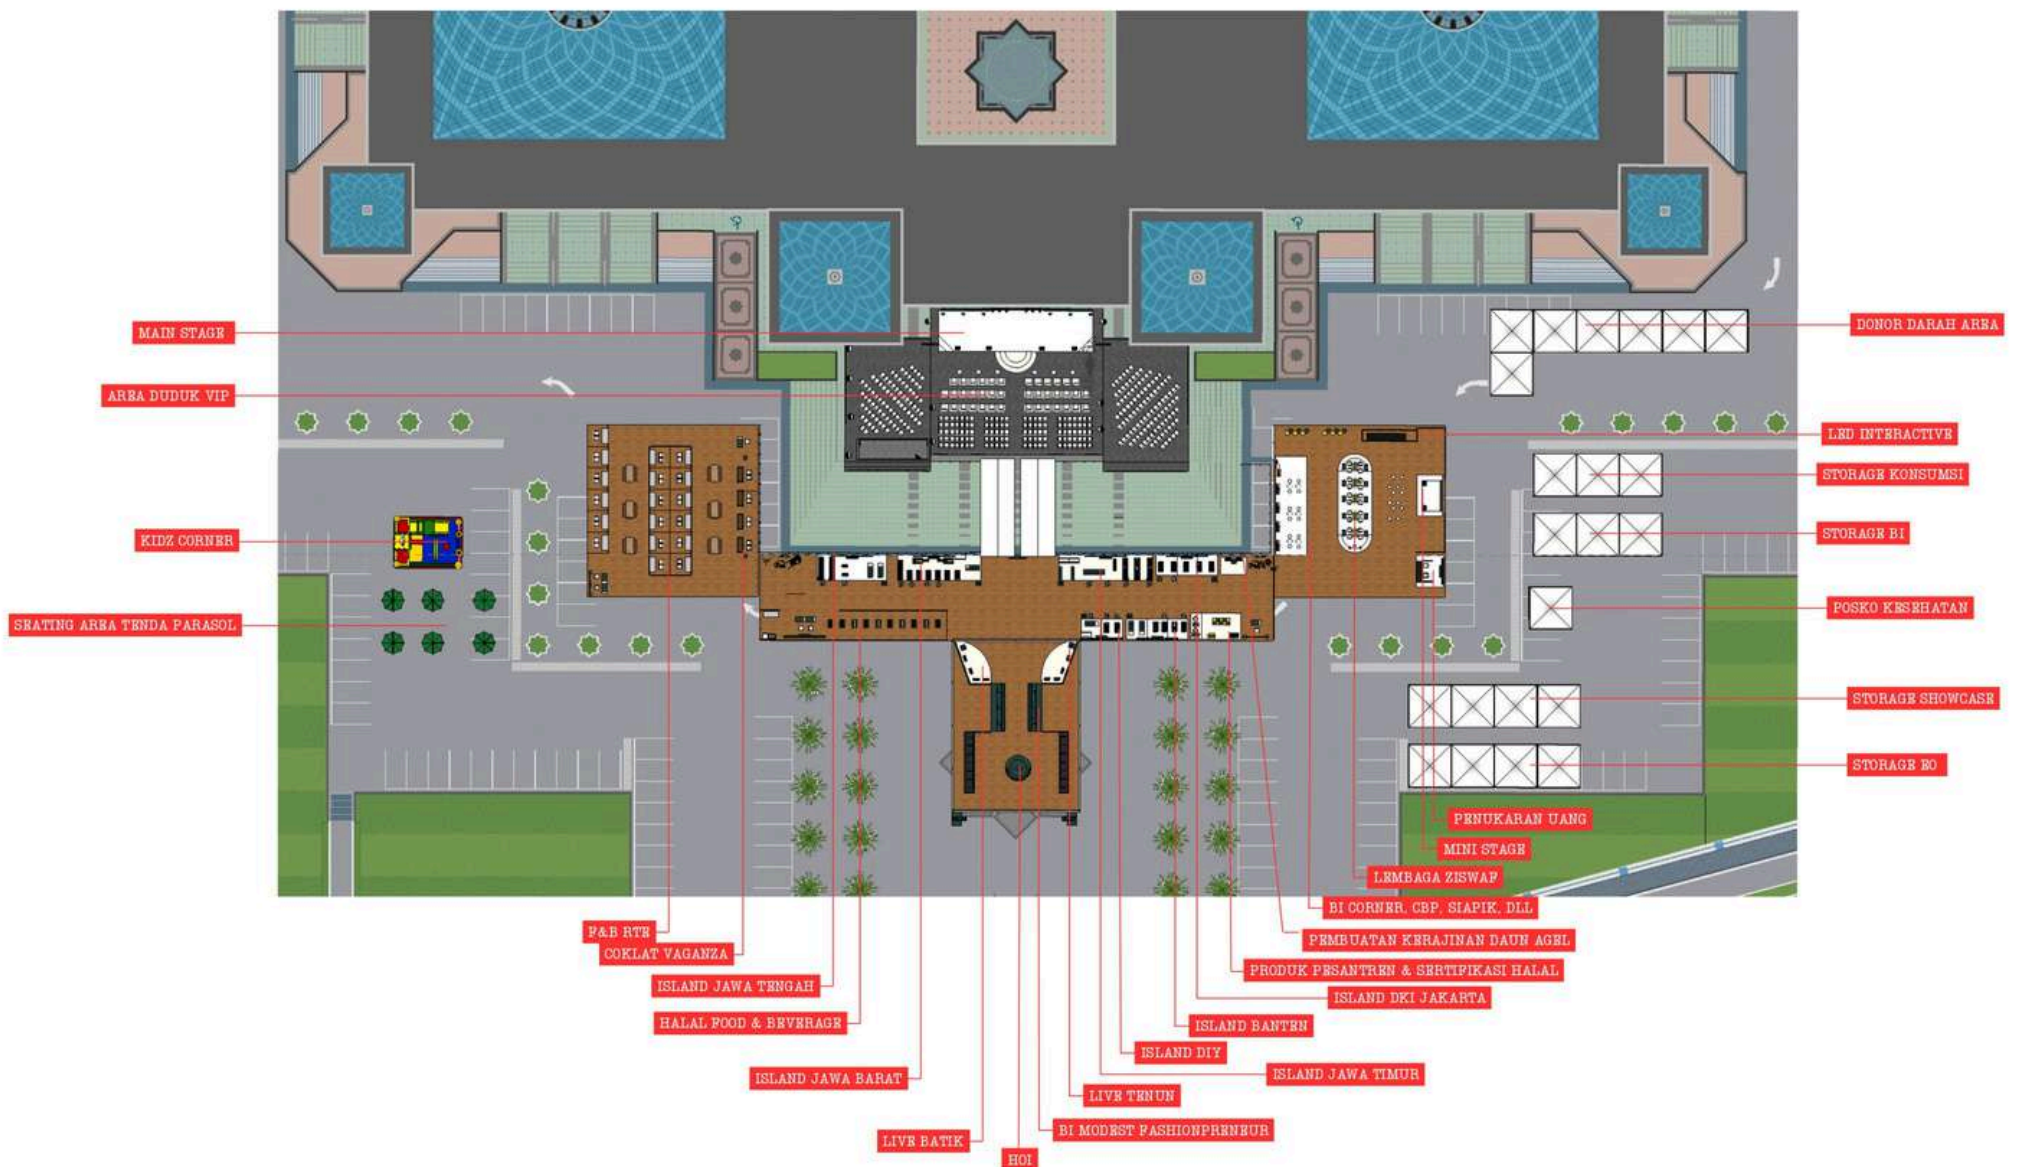 MAIN STAGE
AREA DUDUK VIP
KIDZ CORNER
SEATING AREA TENDA PARASOL
DONOR DARAH AREA
LED INTERACTIVE
STORAGE KONSUMSI
STORAGE BI
POSKO KESEHATAN
STORAGE SHOWCASE
STORAGE EO
PENUKARAN UANG
MINI STAGE
LEMBAGA ZISWAF
BI CORNER, CBP, SIAPIK, DLL
PEMBUATAN KERAJINAN DAUN AGEL
PRODUK PESANTREN & SERTIFIKASI HALAL
ISLAND DKI JAKARTA
ISLAND BANTEN
ISLAND DIY
ISLAND JAWA TIMUR
LIVE TENUN
BI MODEST FASHIONPRENEUR
HOI
LIVE BATIK
ISLAND JAWA BARAT
HALAL FOOD & BEVERAGE
ISLAND JAWA TENGAH
COKLAT VAGANZA
F&B RTE